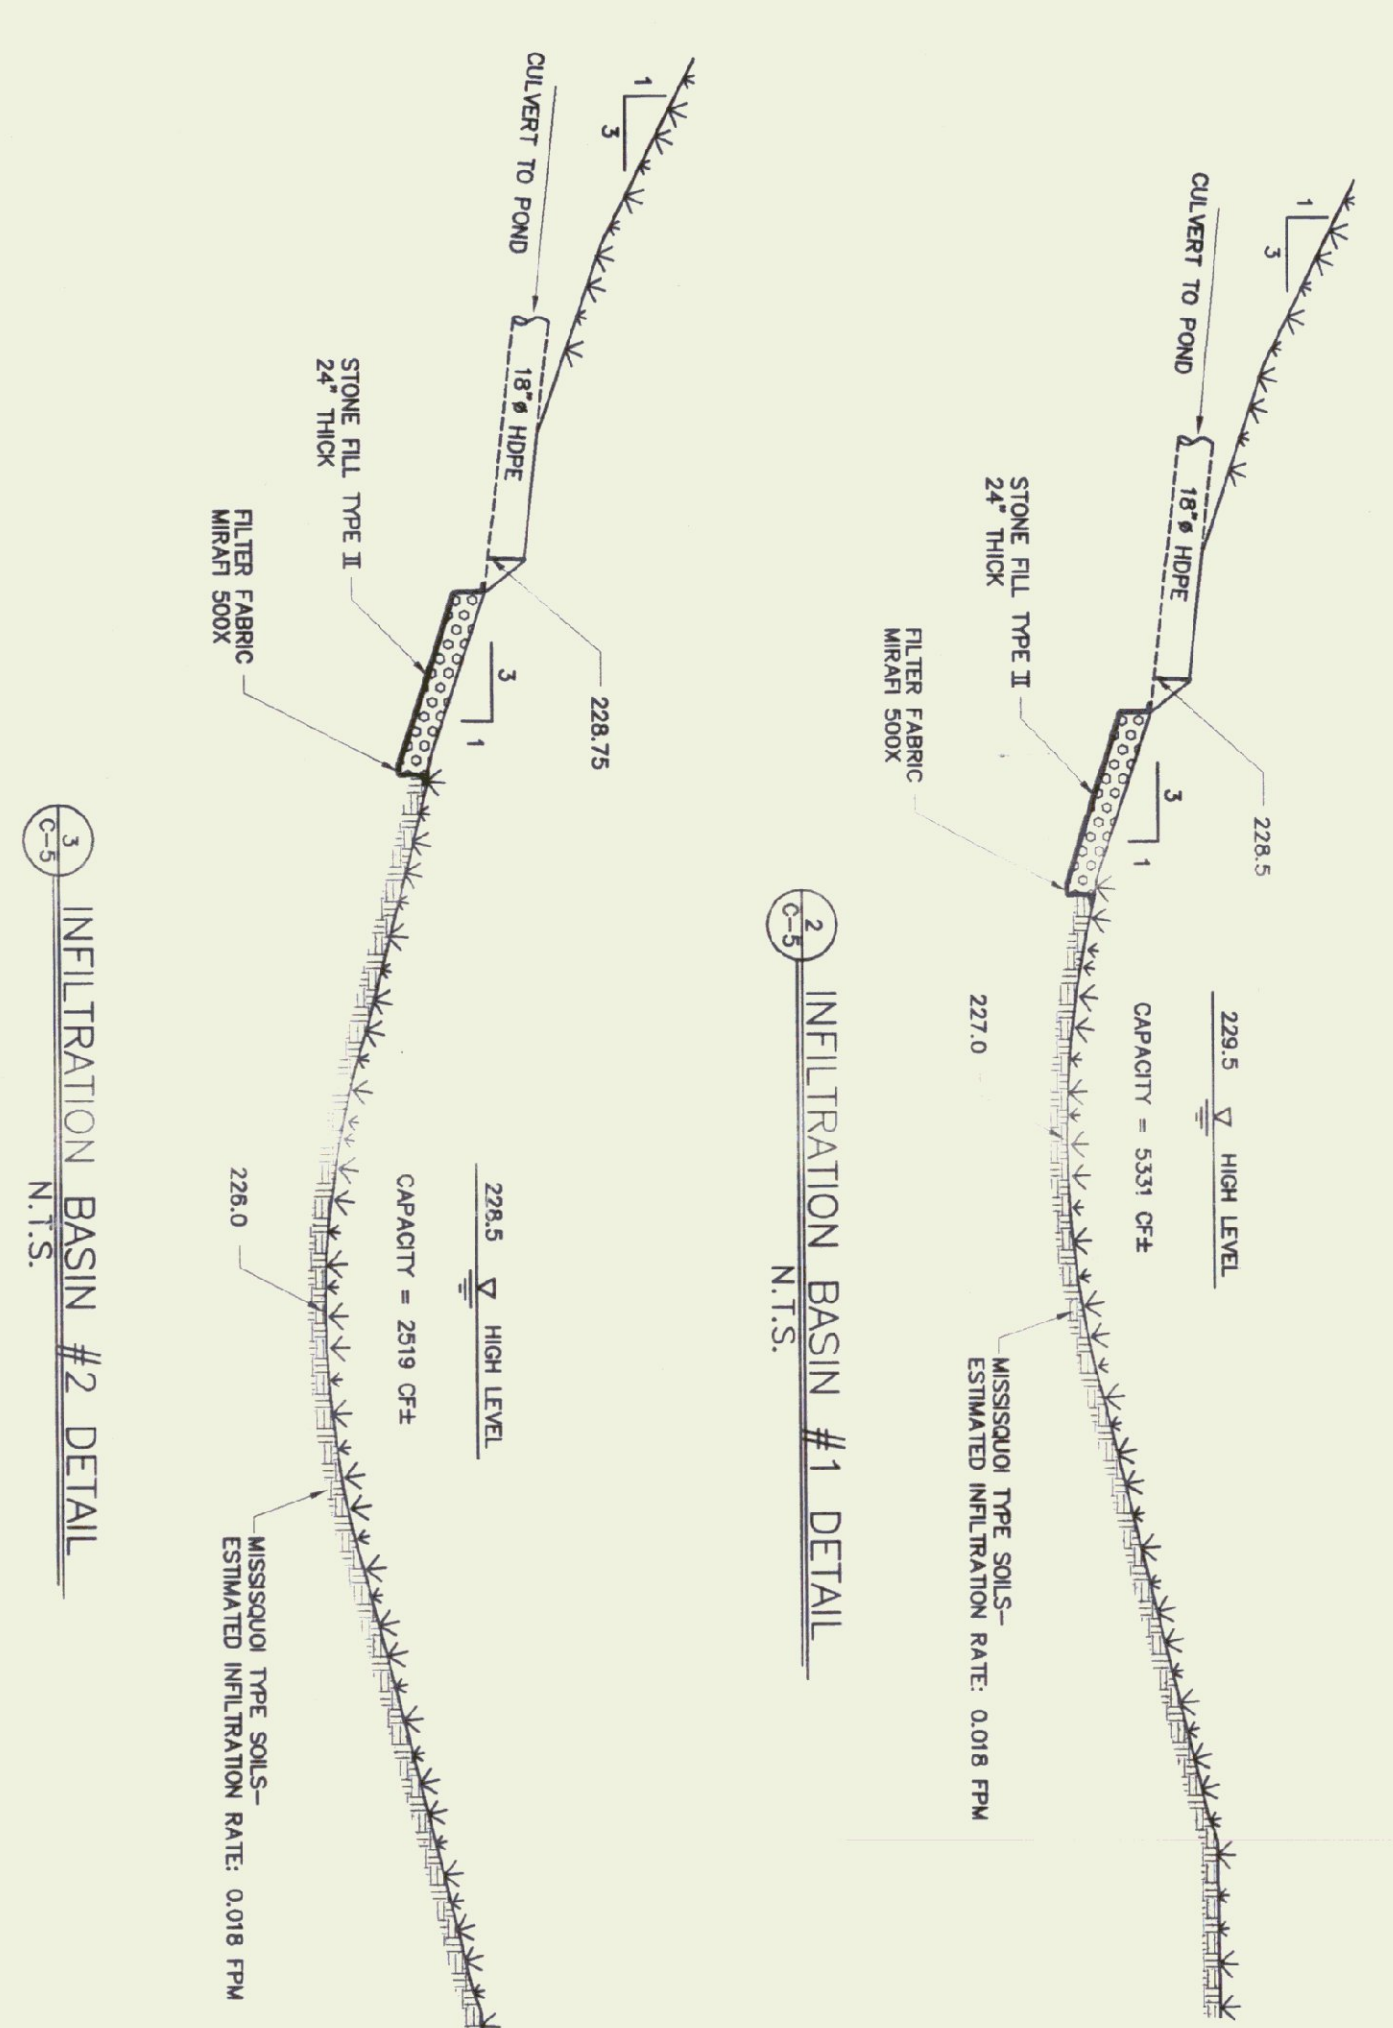 1
3
CULVERT TO POND
18"ø HDPE
228.5
3
1
STONE FILL TYPE II
24" THICK
FILTER FABRIC
MIRAFI 500X
229.5 HIGH LEVEL
CAPACITY = 5331 CF±
227.0
MISSISQUOI TYPE SOILS-
ESTIMATED INFILTRATION RATE: 0.018 FPM
2
C-5
INFILTRATION BASIN #1 DETAIL
N.T.S.
1
3
CULVERT TO POND
18"ø HDPE
228.75
3
1
STONE FILL TYPE II
24" THICK
FILTER FABRIC
MIRAFI 500X
228.5 HIGH LEVEL
CAPACITY = 2519 CF±
226.0
MISSISQUOI TYPE SOILS-
ESTIMATED INFILTRATION RATE: 0.018 FPM
3
C-5
INFILTRATION BASIN #2 DETAIL
N.T.S.